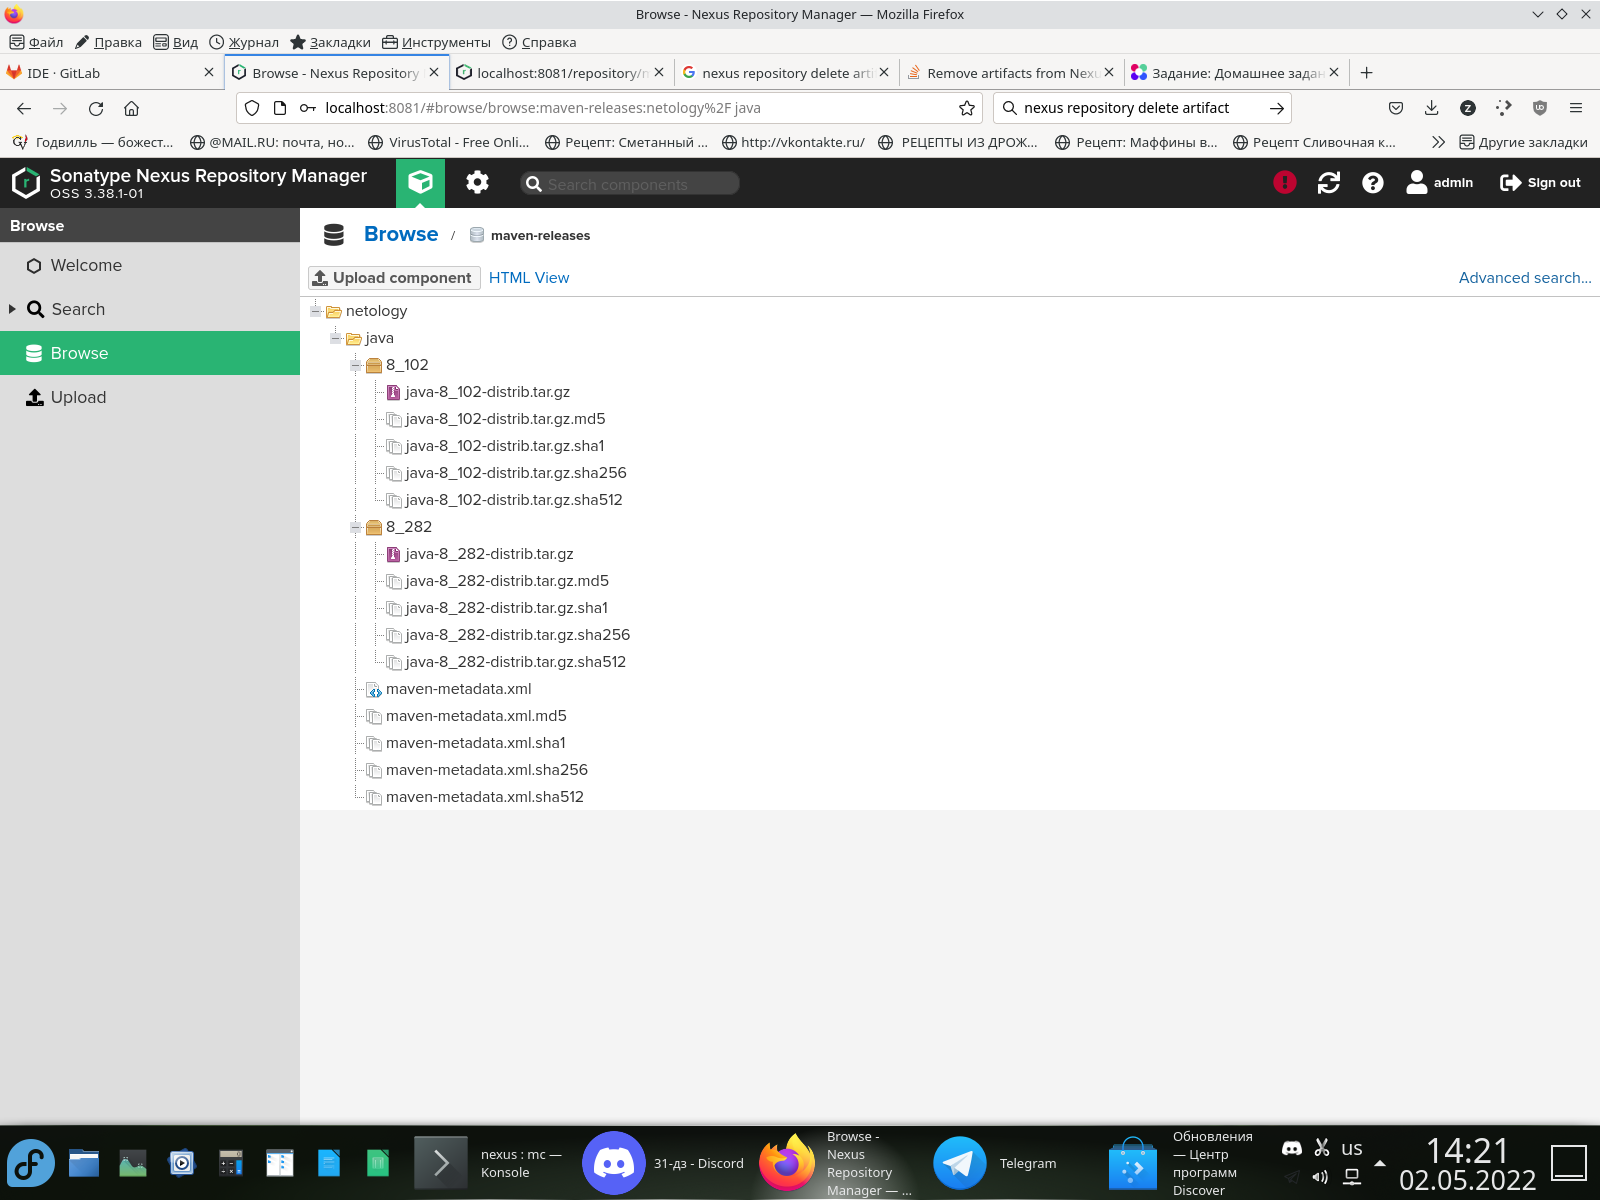 Browse - Nexus Repository Manager — Mozilla Firefox
Файл Правка Вид Журнал Закладки Инструменты Справка
IDE · GitLab
Browse - Nexus Repository
localhost:8081/repository/
nexus repository delete arti
Remove artifacts from Nexu
Задание: Домашнее задан
localhost:8081/#browse/browse:maven-releases:netology%2F java
nexus repository delete artifact
Годвилль — божест...
@MAIL.RU: почта, но...
VirusTotal - Free Onli...
Рецепт: Сметанный ...
http://vkontakte.ru/
РЕЦЕПТЫ ИЗ ДРОЖ...
Рецепт: Маффины в...
Рецепт Сливочная к...
Другие закладки
Sonatype Nexus Repository Manager
OSS 3.38.1-01
Search components
admin
Sign out
Browse
Welcome
Search
Browse
Upload
Browse / maven-releases
Upload component
HTML View
Advanced search...
netology
java
8_102
java-8_102-distrib.tar.gz
java-8_102-distrib.tar.gz.md5
java-8_102-distrib.tar.gz.sha1
java-8_102-distrib.tar.gz.sha256
java-8_102-distrib.tar.gz.sha512
8_282
java-8_282-distrib.tar.gz
java-8_282-distrib.tar.gz.md5
java-8_282-distrib.tar.gz.sha1
java-8_282-distrib.tar.gz.sha256
java-8_282-distrib.tar.gz.sha512
maven-metadata.xml
maven-metadata.xml.md5
maven-metadata.xml.sha1
maven-metadata.xml.sha256
maven-metadata.xml.sha512
nexus : mc —
Konsole
31-дз - Discord
Browse -
Nexus
Repository
Manager — ...
Telegram
Обновления
— Центр
программ
Discover
us
14:21
02.05.2022